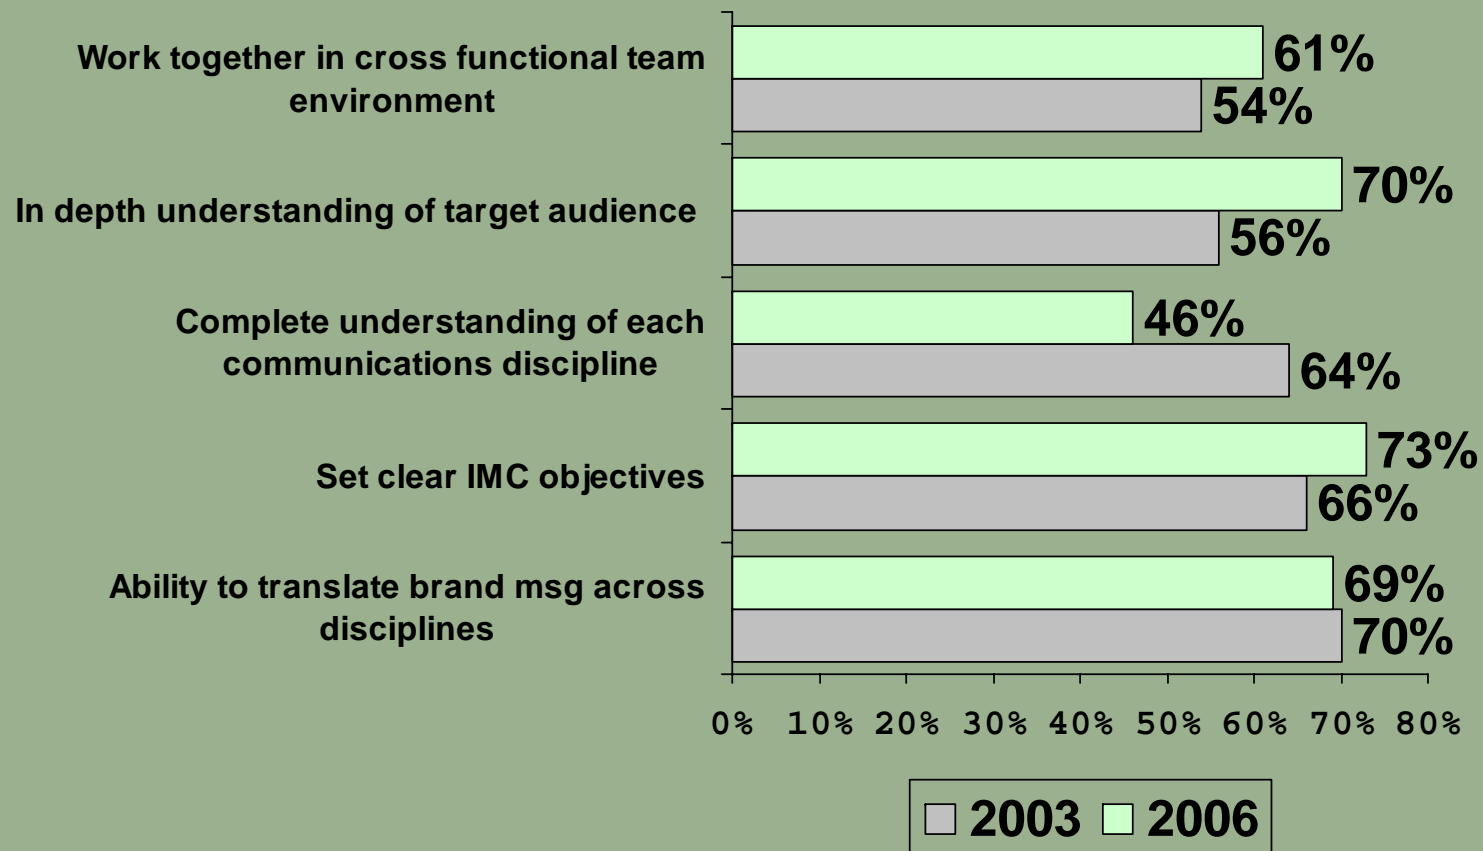 Work together in cross functional team
environment
61%
54%
In depth understanding of target audience
70%
56%
Complete understanding of each
communications discipline
46%
64%
Set clear IMC objectives
73%
66%
Ability to translate brand msg across
disciplines
69%
70%
0% 10% 20% 30% 40% 50% 60% 70% 80%
2003 2006